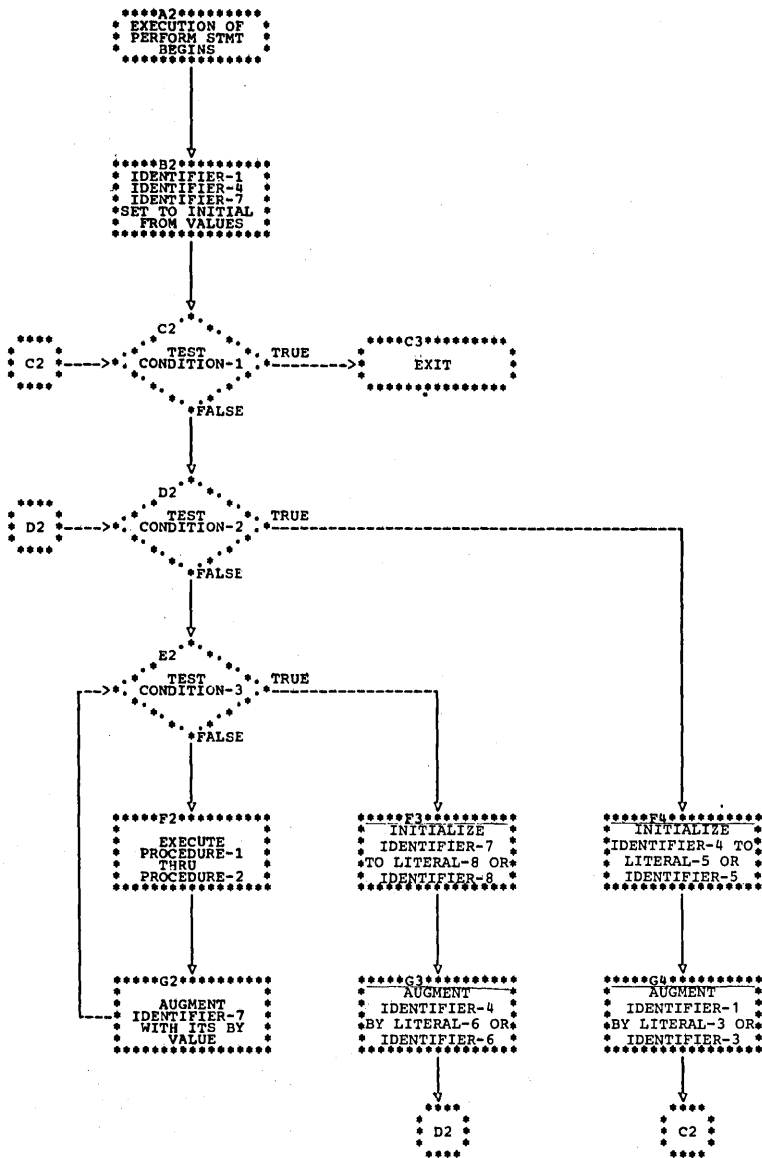 A2
EXECUTION OF
PERFORM STMT
BEGINS
B2
IDENTIFIER-1
IDENTIFIER-4
IDENTIFIER-7
SET TO INITIAL
FROM VALUES
C2
C2
TEST
CONDITION-1
TRUE
C3
EXIT
FALSE
D2
D2
TEST
CONDITION-2
TRUE
FALSE
E2
TEST
CONDITION-3
TRUE
FALSE
F2
EXECUTE
PROCEDURE-1
THRU
PROCEDURE-2
F3
INITIALIZE
IDENTIFIER-7
TO LITERAL-8 OR
IDENTIFIER-8
F4
INITIALIZE
IDENTIFIER-4 TO
LITERAL-5 OR
IDENTIFIER-5
G2
AUGMENT
IDENTIFIER-7
WITH ITS BY
VALUE
G3
AUGMENT
IDENTIFIER-4
BY LITERAL-6 OR
IDENTIFIER-6
G4
AUGMENT
IDENTIFIER-1
BY LITERAL-3 OR
IDENTIFIER-3
D2
C2